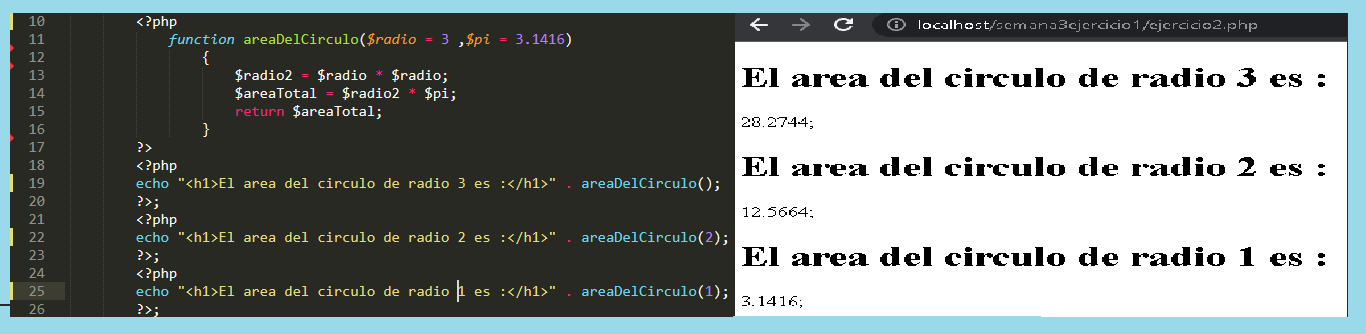 10 <?php
11 function areaDelCirculo($radio = 3 ,$pi = 3.1416)
12 {
13 $radio2 = $radio * $radio;
14 $areaTotal = $radio2 * $pi;
15 return $areaTotal;
16 }
17 ?>
18 <?php
19 echo "<h1>El area del circulo de radio 3 es :</h1>" . areaDelCirculo();
20 ?>;
21 <?php
22 echo "<h1>El area del circulo de radio 2 es :</h1>" . areaDelCirculo(2);
23 ?>;
24 <?php
25 echo "<h1>El area del circulo de radio 1 es :</h1>" . areaDelCirculo(1);
26 ?>;
localhost/semana3ejercicio1/ejercicio2.php
El area del circulo de radio 3 es :
28.2744;
El area del circulo de radio 2 es :
12.5664;
El area del circulo de radio 1 es :
3.1416;